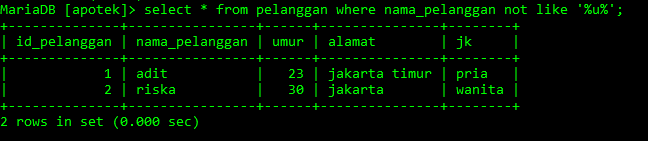 MariaDB [apotek]> select * from pelanggan where nama_pelanggan not like '%u%';
+--------------+----------------+------+---------------+--------+
| id_pelanggan | nama_pelanggan | umur | alamat        | jk     |
+--------------+----------------+------+---------------+--------+
|            1 | adit           |   23 | jakarta timur | pria   |
|            2 | riska          |   30 | jakarta       | wanita |
+--------------+----------------+------+---------------+--------+
2 rows in set (0.000 sec)